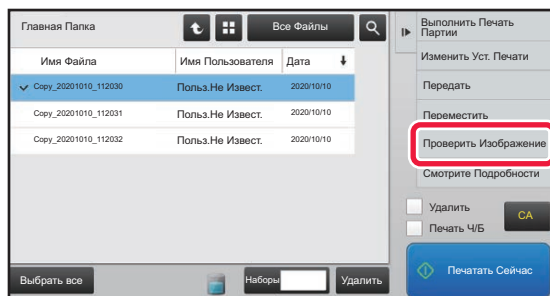 Главная Папка
Все Файлы
Имя Файла
Имя Пользователя
Дата
Copy_20201010_112030
Польз.Не Извест.
2020/10/10
Copy_20201010_112031
Польз.Не Извест.
2020/10/10
Copy_20201010_112032
Польз.Не Извест.
2020/10/10
Выбрать все
Наборы
Удалить
Выполнить Печать
Партии
Изменить Уст. Печати
Передать
Переместить
Проверить Изображение
Смотрите Подробности
Удалить
Печать Ч/Б
CA
Печатать Сейчас